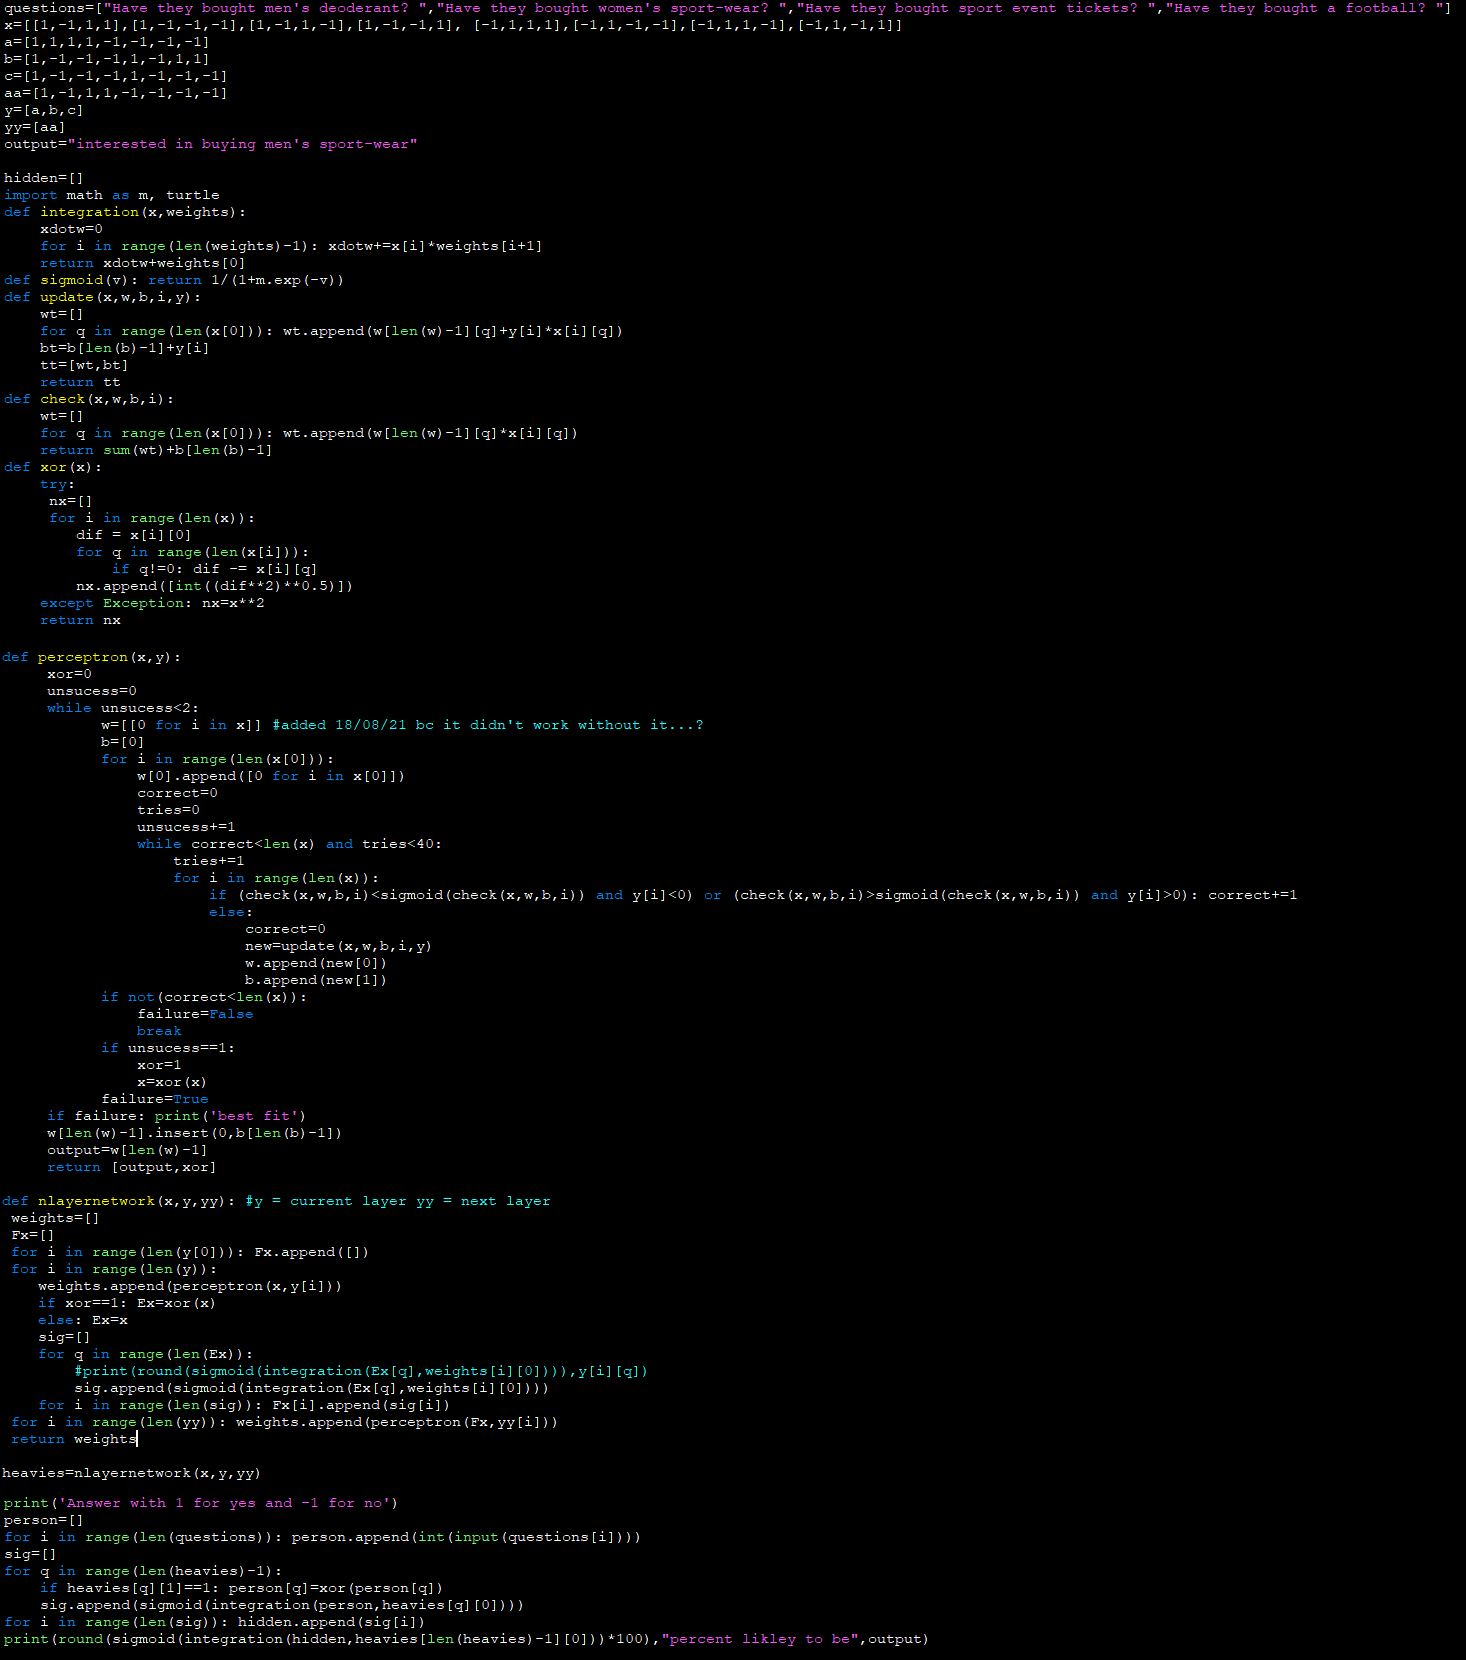 questions=["Have they bought men's deoderant? ","Have they bought women's sport-wear? ","Have they bought sport event tickets? ","Have they bought a football? "]
x=[[1,-1,1,1],[1,-1,-1,-1],[1,-1,1,-1],[1,-1,-1,1], [-1,1,1,1],[-1,1,-1,-1],[-1,1,1,-1],[-1,1,-1,1]]
a=[1,1,1,1,-1,-1,-1,-1]
b=[1,-1,-1,-1,1,-1,1,1]
c=[1,-1,-1,-1,1,-1,-1,-1]
aa=[1,-1,1,1,-1,-1,-1,-1]
y=[a,b,c]
yy=[aa]
output="interested in buying men's sport-wear"
hidden=[]
import math as m, turtle
def integration(x,weights):
    xdotw=0
    for i in range(len(weights)-1): xdotw+=x[i]*weights[i+1]
    return xdotw+weights[0]
def sigmoid(v): return 1/(1+m.exp(-v))
def update(x,w,b,i,y):
    wt=[]
    for q in range(len(x[0])): wt.append(w[len(w)-1][q]+y[i]*x[i][q])
    bt=b[len(b)-1]+y[i]
    tt=[wt,bt]
    return tt
def check(x,w,b,i):
    wt=[]
    for q in range(len(x[0])): wt.append(w[len(w)-1][q]*x[i][q])
    return sum(wt)+b[len(b)-1]
def xor(x):
    try:
     nx=[]
     for i in range(len(x)):
        dif = x[i][0]
        for q in range(len(x[i])):
            if q!=0: dif -= x[i][q]
        nx.append([int((dif**2)**0.5)])
    except Exception: nx=x**2
    return nx
def perceptron(x,y):
     xor=0
     unsucess=0
     while unsucess<2:
           w=[[0 for i in x]] #added 18/08/21 bc it didn't work without it...?
           b=[0]
           for i in range(len(x[0])):
               w[0].append([0 for i in x[0]])
               correct=0
               tries=0
               unsucess+=1
               while correct<len(x) and tries<40:
                   tries+=1
                   for i in range(len(x)):
                       if (check(x,w,b,i)<sigmoid(check(x,w,b,i)) and y[i]<0) or (check(x,w,b,i)>sigmoid(check(x,w,b,i)) and y[i]>0): correct+=1
                       else:
                           correct=0
                           new=update(x,w,b,i,y)
                           w.append(new[0])
                           b.append(new[1])
           if not(correct<len(x)):
               failure=False
               break
           if unsucess==1:
               xor=1
               x=xor(x)
           failure=True
     if failure: print('best fit')
     w[len(w)-1].insert(0,b[len(b)-1])
     output=w[len(w)-1]
     return [output,xor]
def nlayernetwork(x,y,yy): #y = current layer yy = next layer
 weights=[]
 Fx=[]
 for i in range(len(y[0])): Fx.append([])
 for i in range(len(y)):
    weights.append(perceptron(x,y[i]))
    if xor==1: Ex=xor(x)
    else: Ex=x
    sig=[]
    for q in range(len(Ex)):
        #print(round(sigmoid(integration(Ex[q],weights[i][0]))),y[i][q])
        sig.append(sigmoid(integration(Ex[q],weights[i][0])))
    for i in range(len(sig)): Fx[i].append(sig[i])
 for i in range(len(yy)): weights.append(perceptron(Fx,yy[i]))
 return weights
heavies=nlayernetwork(x,y,yy)
print('Answer with 1 for yes and -1 for no')
person=[]
for i in range(len(questions)): person.append(int(input(questions[i])))
sig=[]
for q in range(len(heavies)-1):
    if heavies[q][1]==1: person[q]=xor(person[q])
    sig.append(sigmoid(integration(person,heavies[q][0])))
for i in range(len(sig)): hidden.append(sig[i])
print(round(sigmoid(integration(hidden,heavies[len(heavies)-1][0]))*100),"percent likley to be",output)